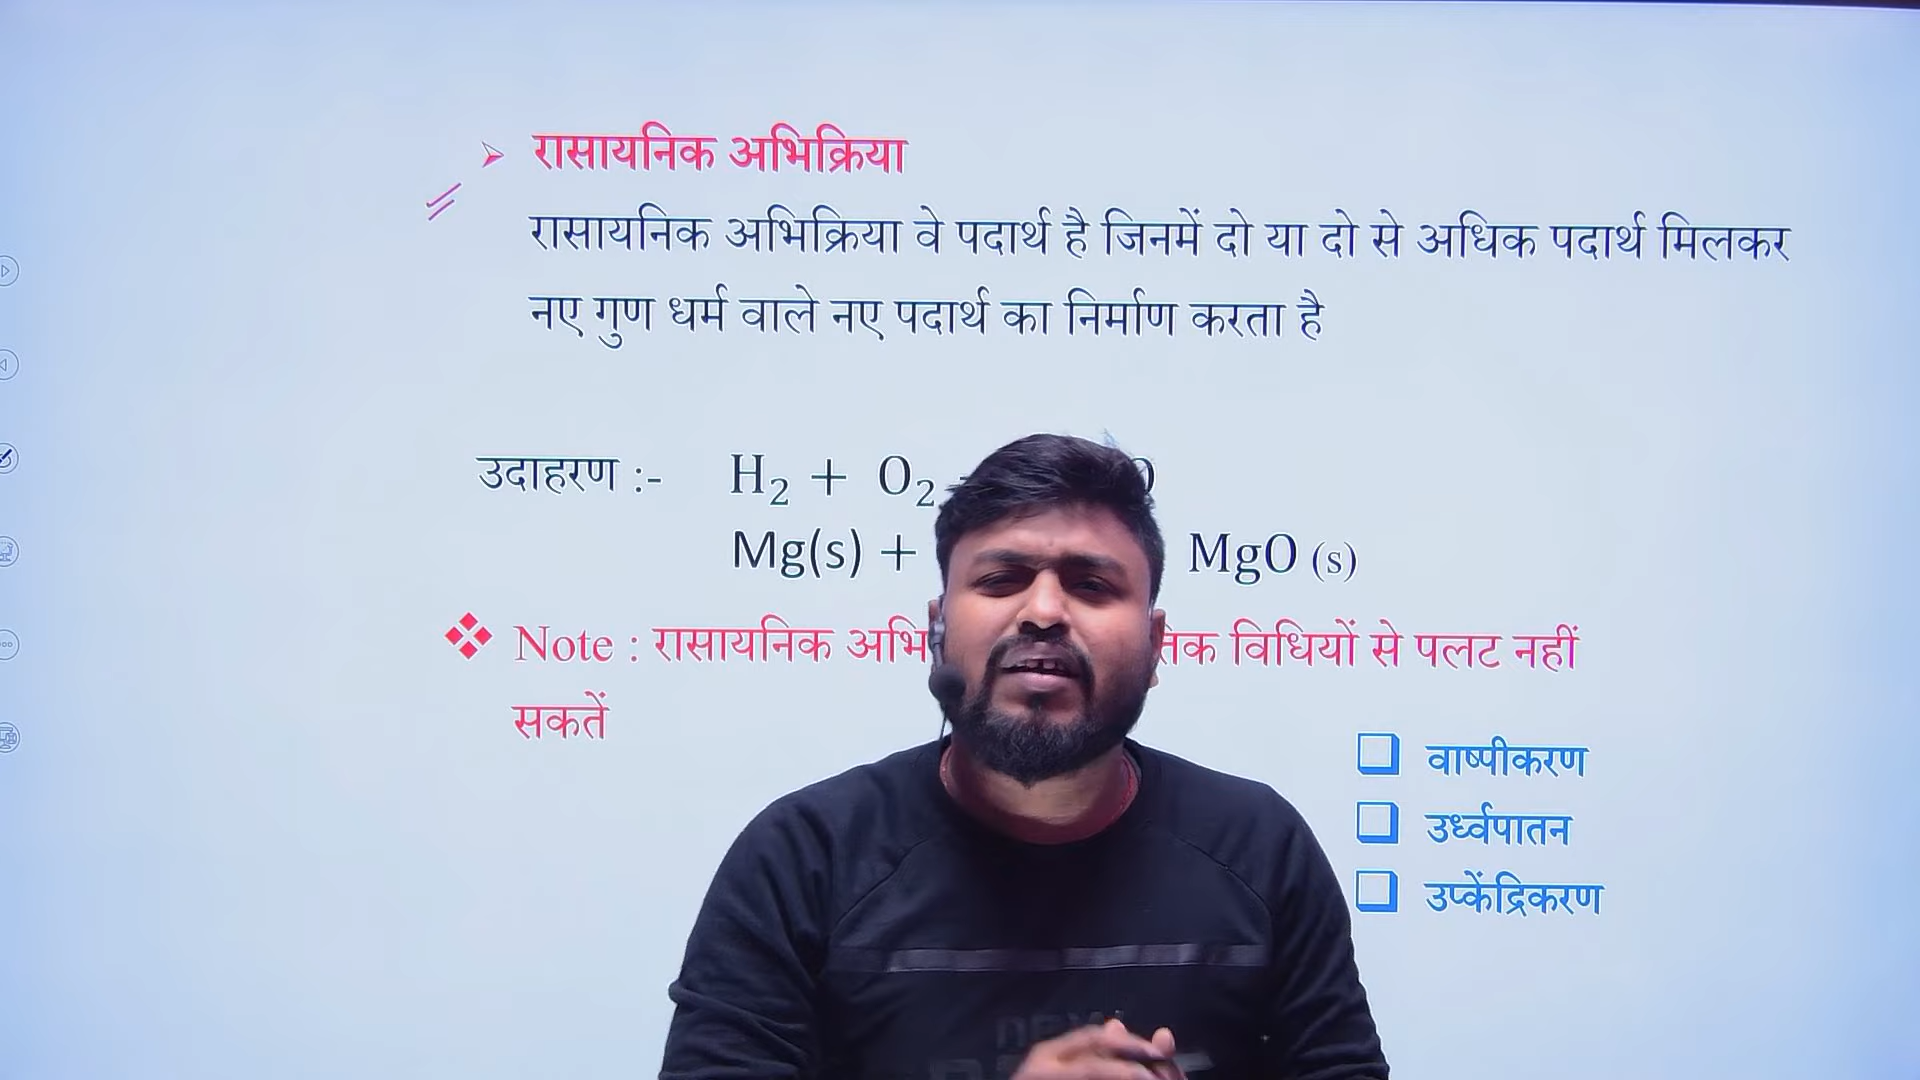 रासायनिक अभिक्रिया
रासायनिक अभिक्रिया वे पदार्थ है जिनमें दो या दो से अधिक पदार्थ मिलकर
नए गुण धर्म वाले नए पदार्थ का निर्माण करता है
उदाहरण :- H₂ + O₂
Mg(s) + MgO (s)
Note : रासायनिक विधियों से पलट नहीं
सकतें
वाष्पीकरण
उर्ध्वपातन
उप्केंद्रिकरण